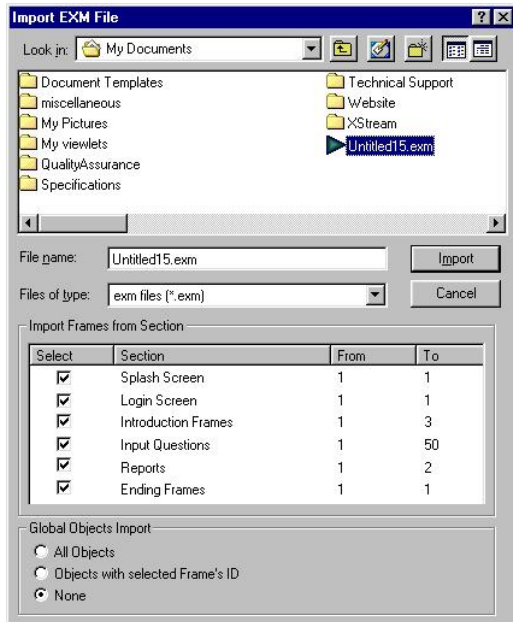 Import EXM File
Look in: My Documents
Document Templates
miscellaneous
My Pictures
My viewlets
QualityAssurance
Specifications
Technical Support
Website
XStream
Untitled15.exm
File name: Untitled15.exm Import
Files of type: exm files (*.exm) Cancel
Import Frames from Section
Select Section From To
Splash Screen 1 1
Login Screen 1 1
Introduction Frames 1 3
Input Questions 1 50
Reports 1 2
Ending Frames 1 1
Global Objects Import
All Objects
Objects with selected Frame's ID
None